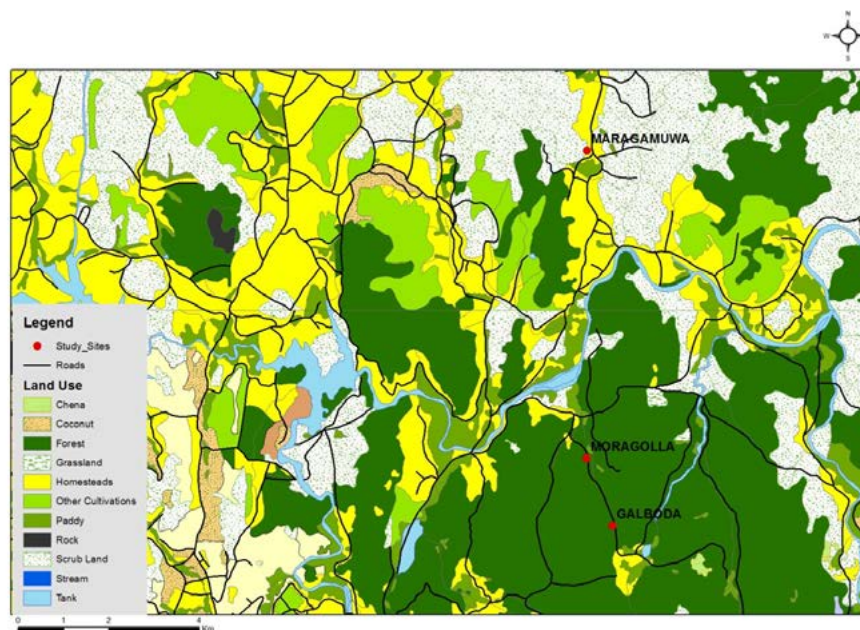 N
W
S
MARAGAMUWA
MORAGOLLA
GALBODA
Legend
Study_Sites
Roads
Land Use
Chena
Coconut
Forest
Grassland
Homesteads
Other Cultivations
Paddy
Rock
Scrub Land
Stream
Tank
0 1 2 4
Km